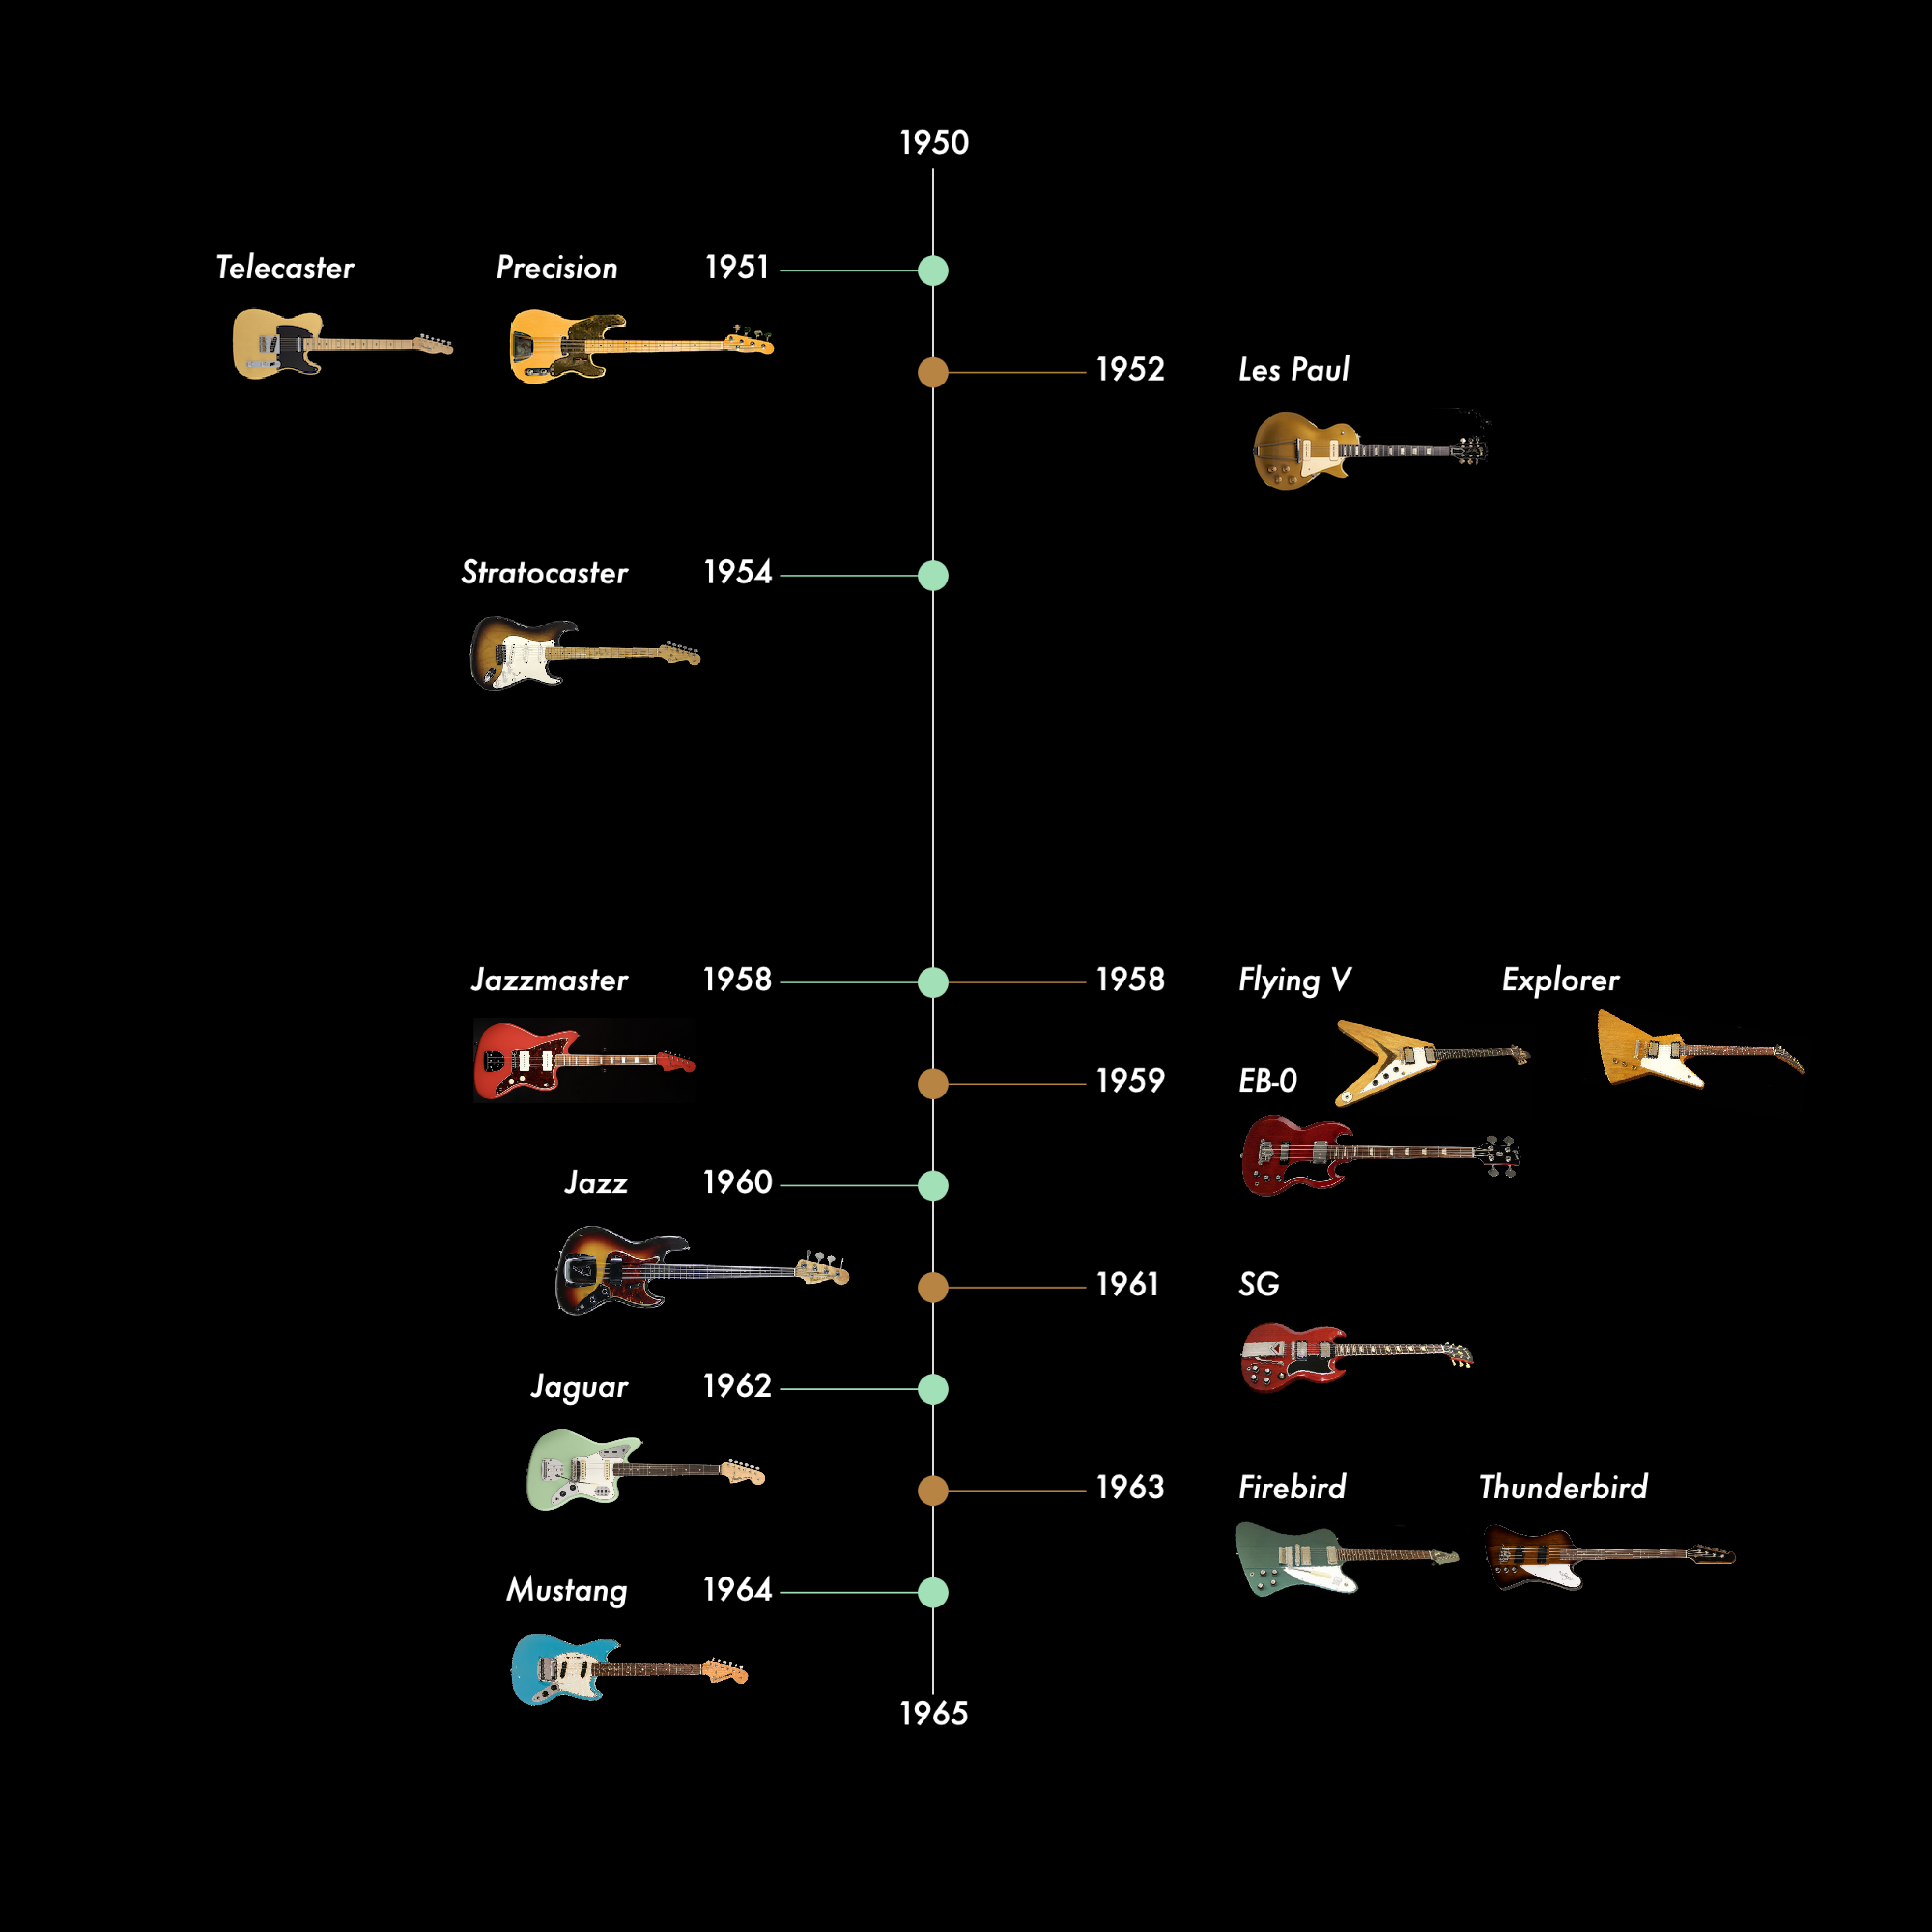 1950
Telecaster Precision 1951
1952 Les Paul
Stratocaster 1954
Jazzmaster 1958 1958 Flying V Explorer
1959 EB-0
Jazz 1960
1961 SG
Jaguar 1962
1963 Firebird Thunderbird
Mustang 1964
1965